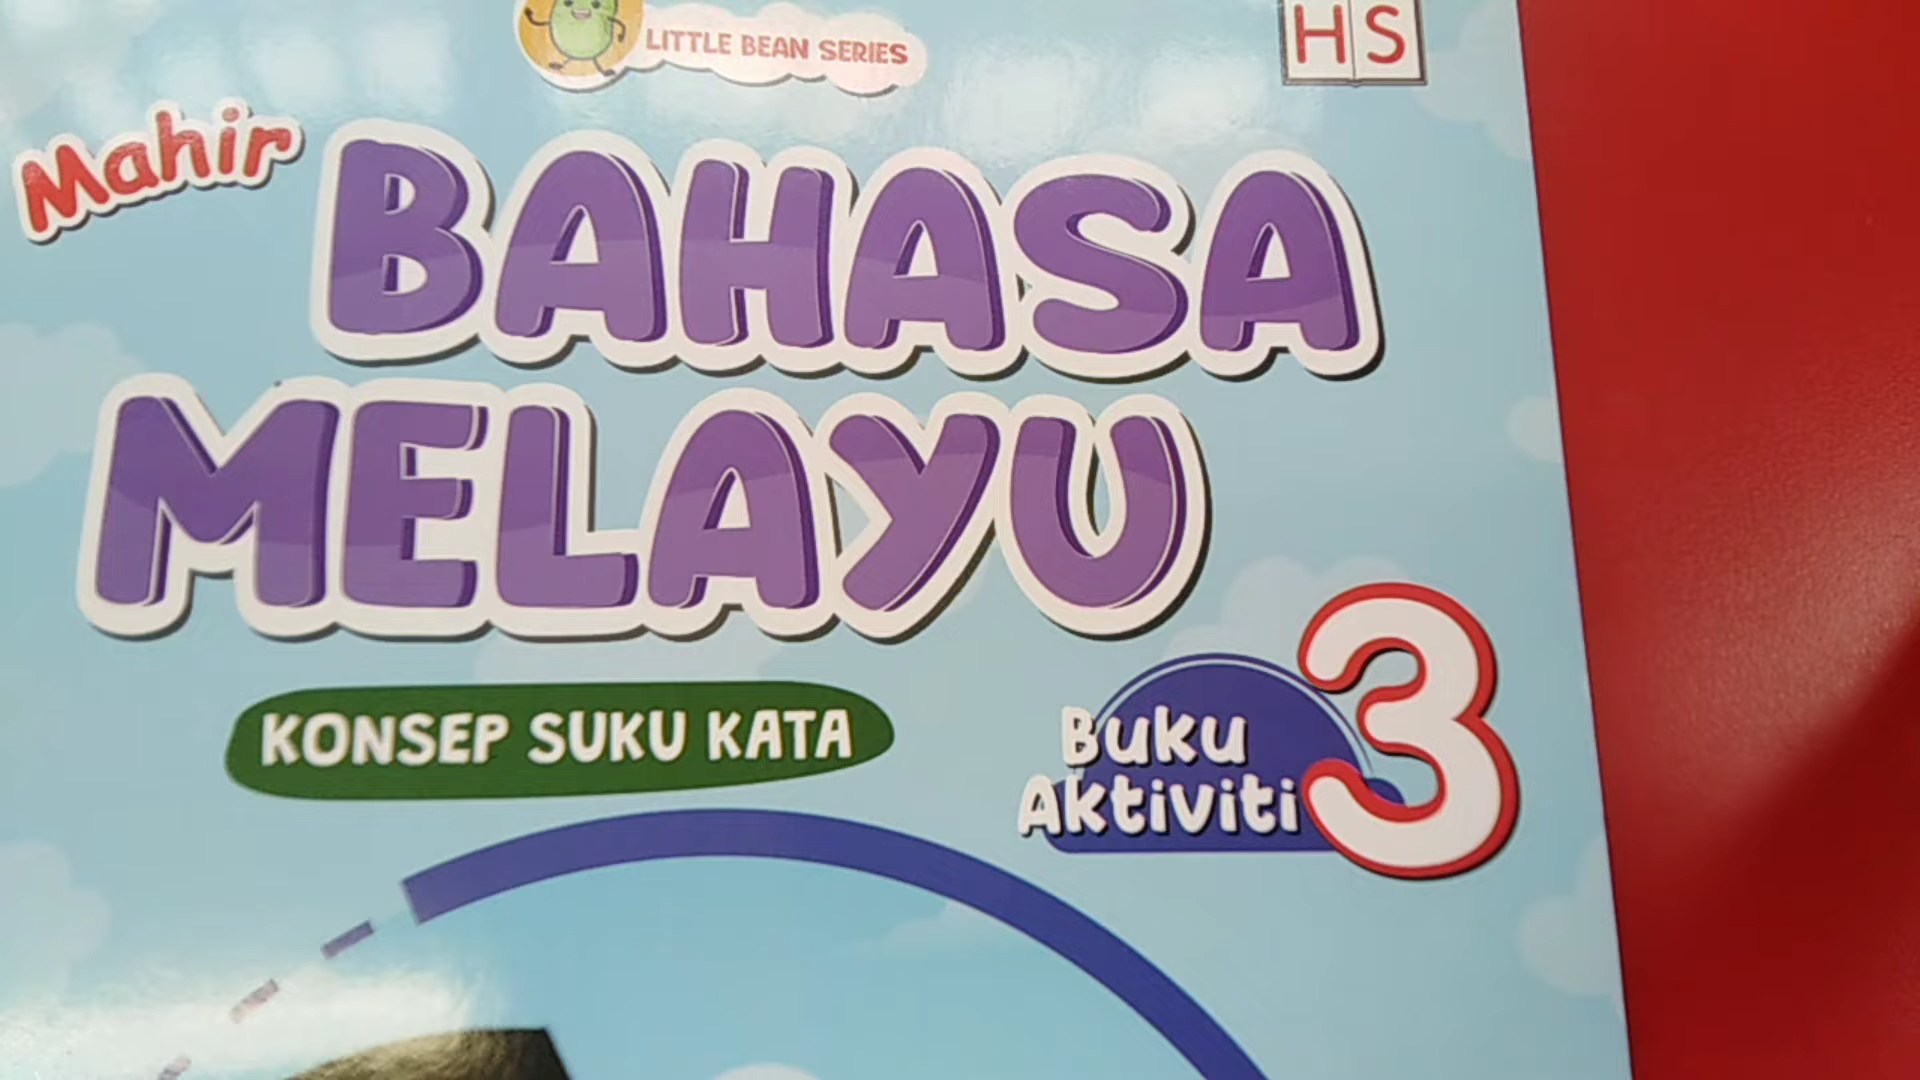 LITTLE BEAN SERIES
HS
Mahir
BAHASA
MELAYU
KONSEP SUKU KATA
Buku
Aktiviti
3